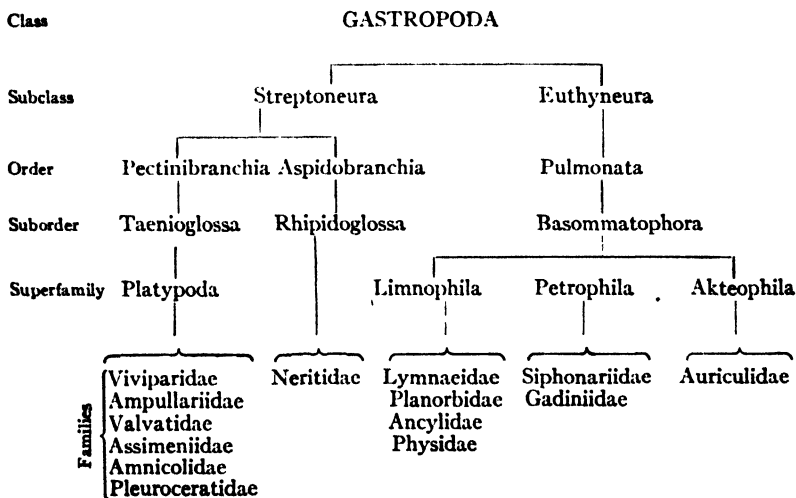 Class GASTROPODA
Subclass Streptoneura Euthyneura
Order Pectinibranchia Aspidobranchia Pulmonata
Suborder Taenioglossa Rhipidoglossa Basommatophora
Superfamily Platypoda Limnophila Petrophila Akteophila
Families
Viviparidae Neritidae Lymnaeidae Siphonariidae Auriculidae
Ampullariidae Planorbidae Gadiniidae
Valvatidae Ancylidae
Assimeniidae Physidae
Amnicolidae
Pleuroceratidae